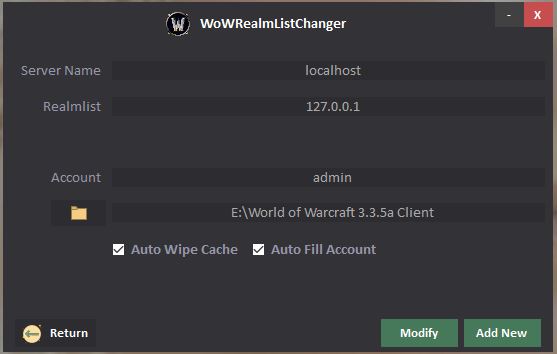 WoWRealmListChanger - X
Server Name localhost
Realmlist 127.0.0.1
Account admin
E:\World of Warcraft 3.3.5a Client
Auto Wipe Cache Auto Fill Account
Return Modify Add New